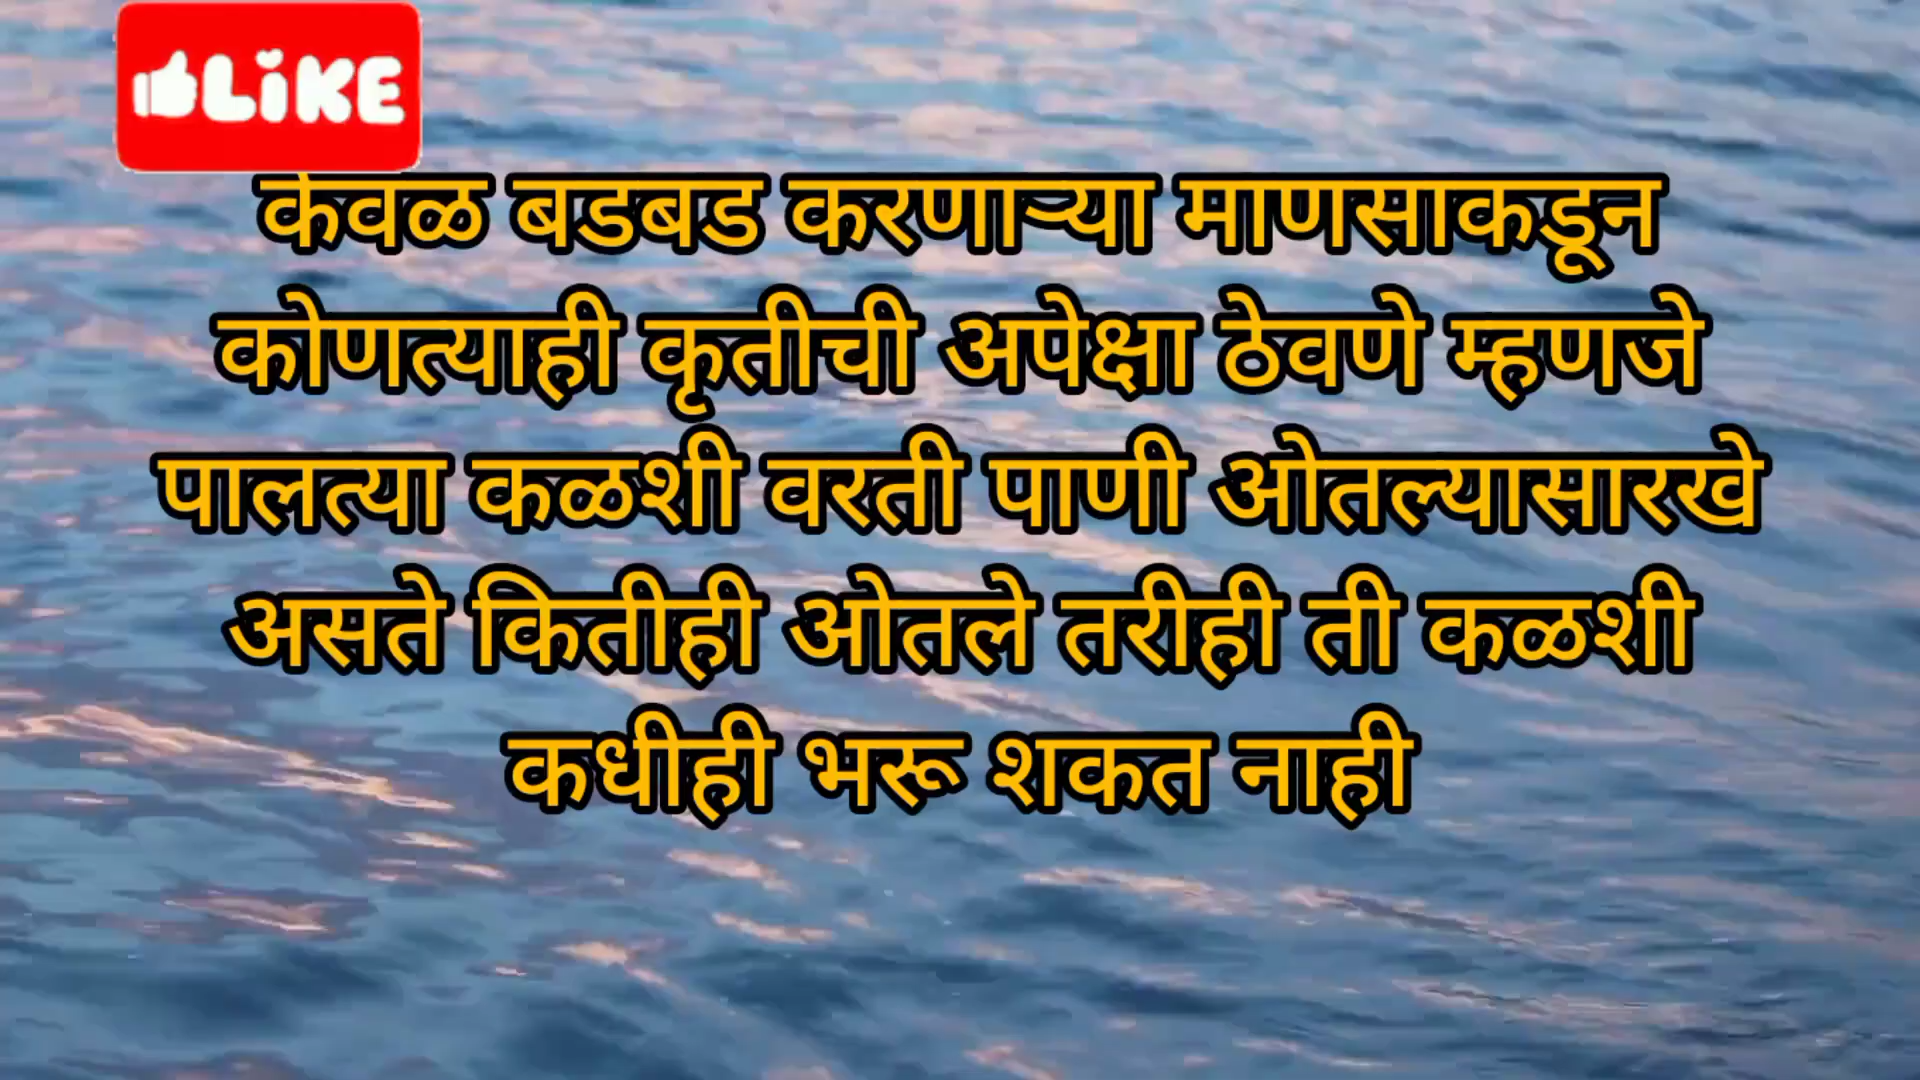 LiKE
केवळ बडबड करणाऱ्या माणसाकडून
कोणत्याही कृतीची अपेक्षा ठेवणे म्हणजे
पालत्या कळशी वरती पाणी ओतल्यासारखे
असते कितीही ओतले तरीही ती कळशी
कधीही भरू शकत नाही